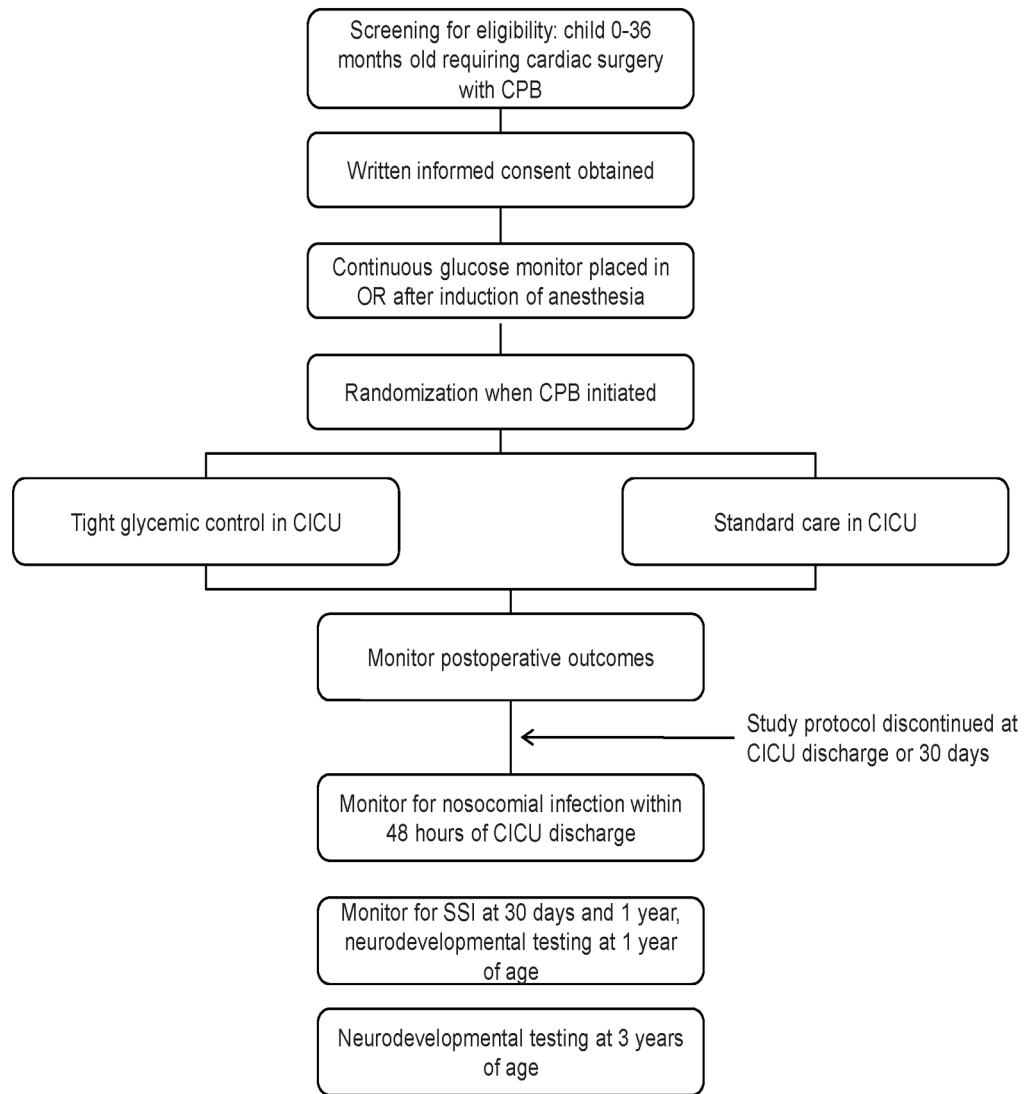 Screening for eligibility: child 0-36
months old requiring cardiac surgery
with CPB
Written informed consent obtained
Continuous glucose monitor placed in
OR after induction of anesthesia
Randomization when CPB initiated
Tight glycemic control in CICU
Standard care in CICU
Monitor postoperative outcomes
Study protocol discontinued at
CICU discharge or 30 days
Monitor for nosocomial infection within
48 hours of CICU discharge
Monitor for SSI at 30 days and 1 year,
neurodevelopmental testing at 1 year
of age
Neurodevelopmental testing at 3 years
of age